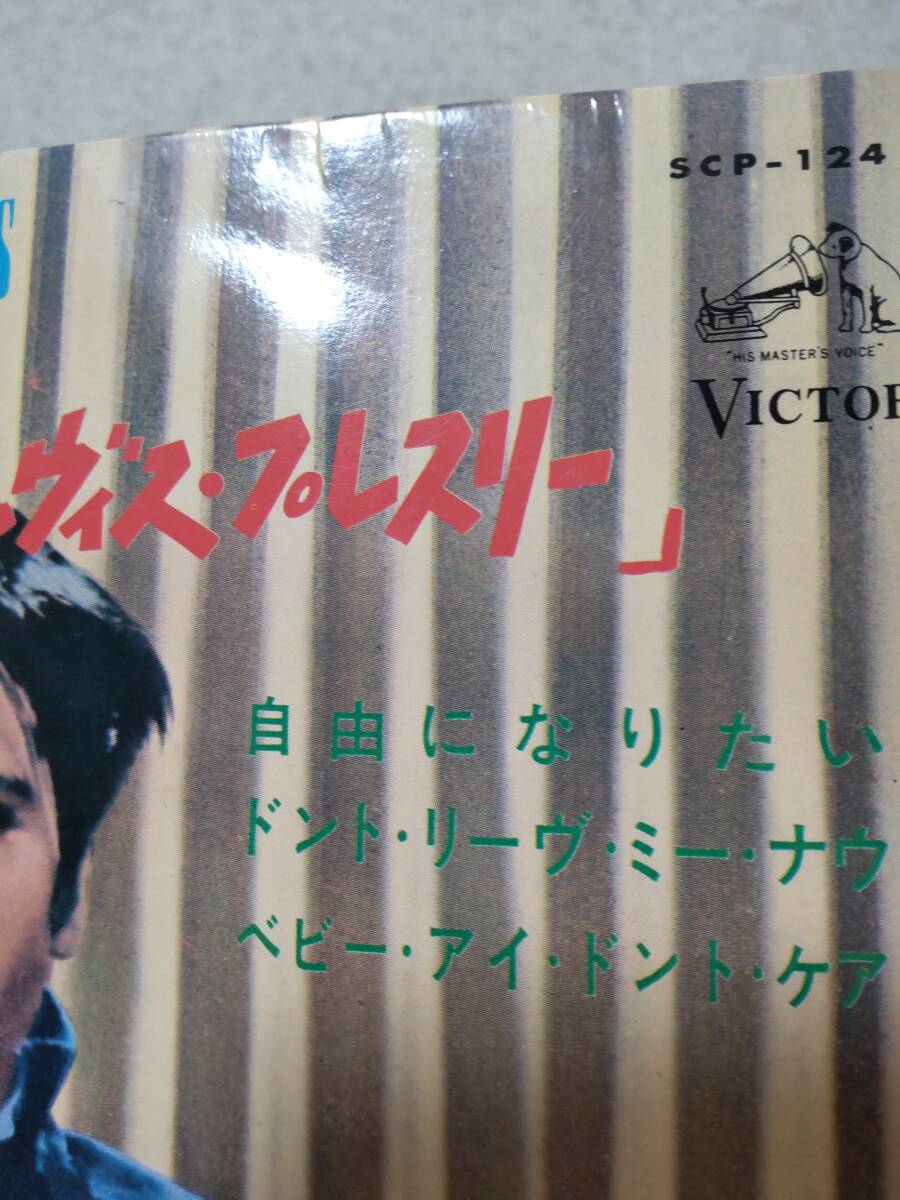 S
SCP-124
"HIS MASTER'S VOICE"
VICTOR
ヴィス・プレスリー」
自由になりたい
ドント・リーヴ・ミー・ナウ
ベビー・アイ・ドント・ケア